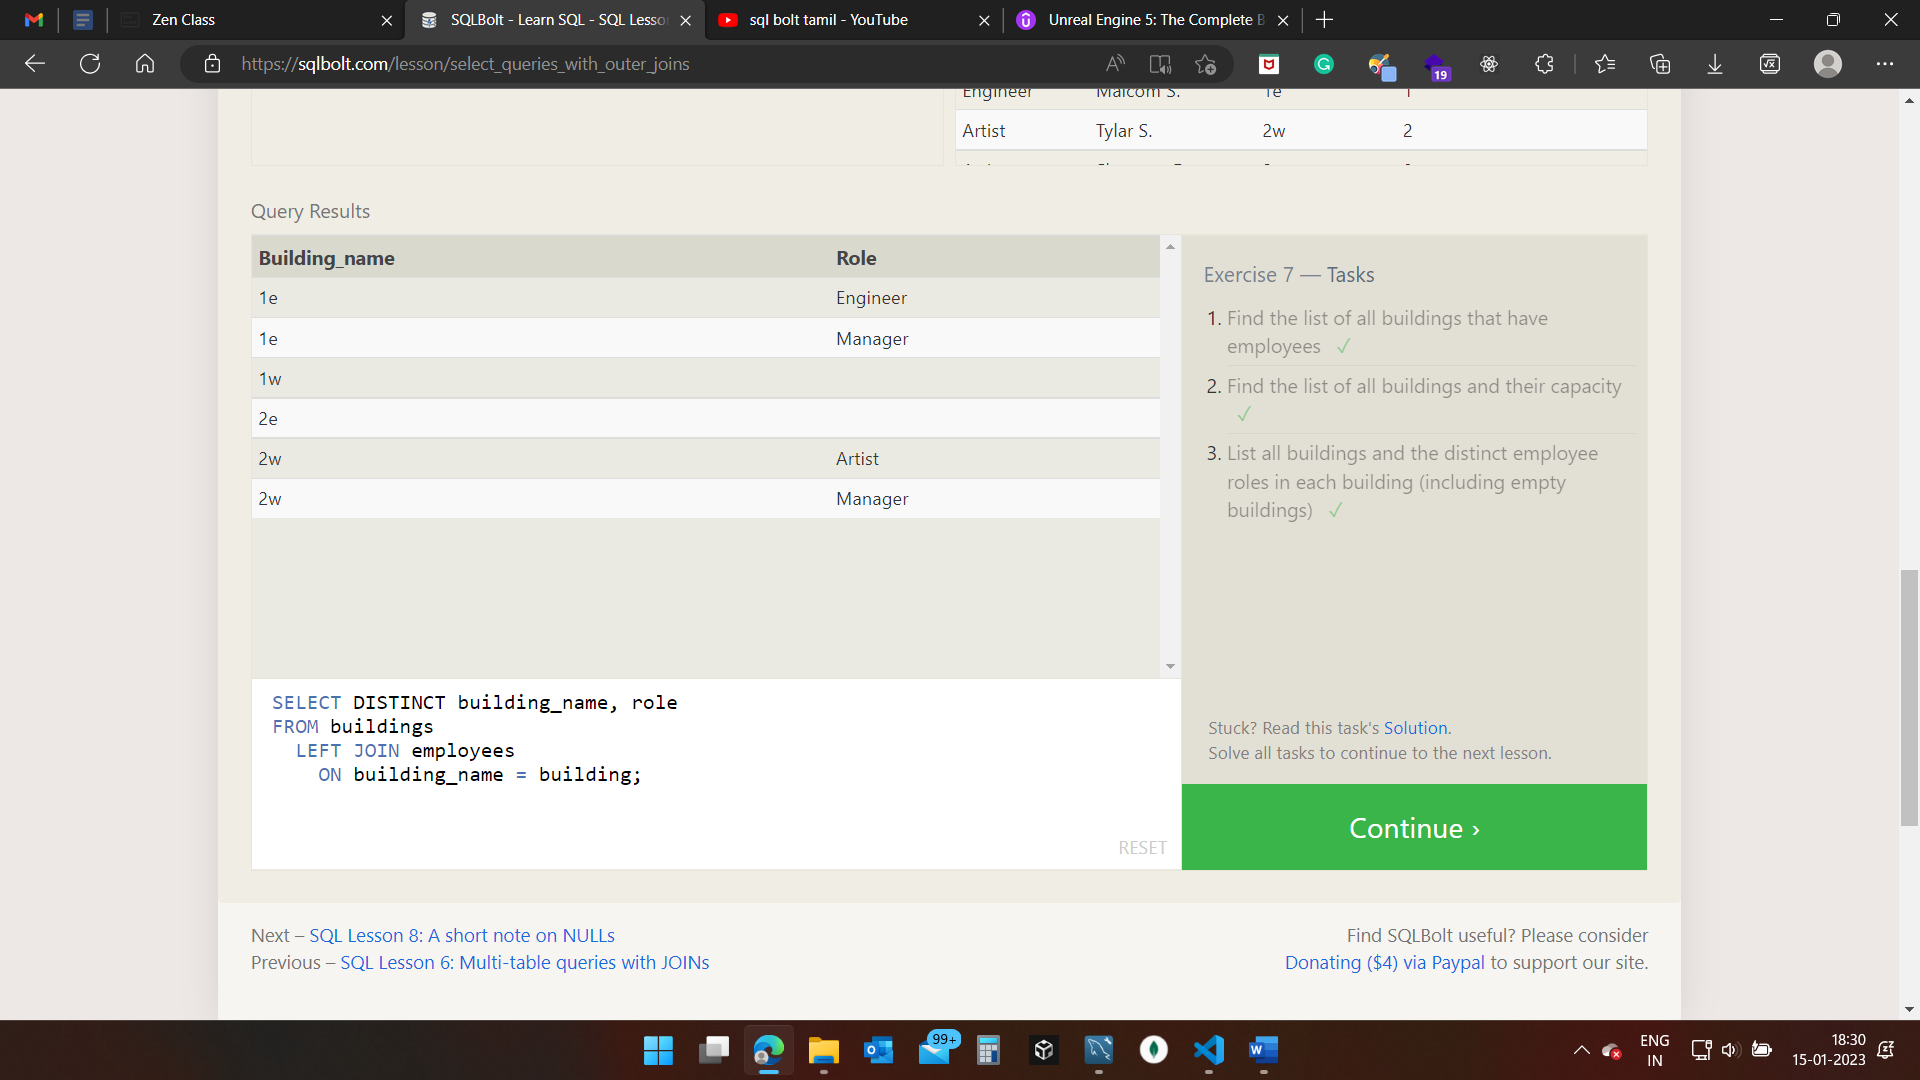 Zen Class
SQLBolt - Learn SQL - SQL Lesso
sql bolt tamil - YouTube
Unreal Engine 5: The Complete B
https://sqlbolt.com/lesson/select_queries_with_outer_joins
19
Engineer Malcom S. 1e 1
Artist Tylar S. 2w 2
Query Results
Building_name Role
1e Engineer
1e Manager
1w
2e
2w Artist
2w Manager
Exercise 7 — Tasks
1. Find the list of all buildings that have
employees ✓
2. Find the list of all buildings and their capacity
✓
3. List all buildings and the distinct employee
roles in each building (including empty
buildings) ✓
SELECT DISTINCT building_name, role
FROM buildings
LEFT JOIN employees
ON building_name = building;
RESET
Stuck? Read this task's Solution.
Solve all tasks to continue to the next lesson.
Continue ›
Next – SQL Lesson 8: A short note on NULLs
Previous – SQL Lesson 6: Multi-table queries with JOINs
Find SQLBolt useful? Please consider
Donating ($4) via Paypal to support our site.
99+
ENG
IN
18:30
15-01-2023